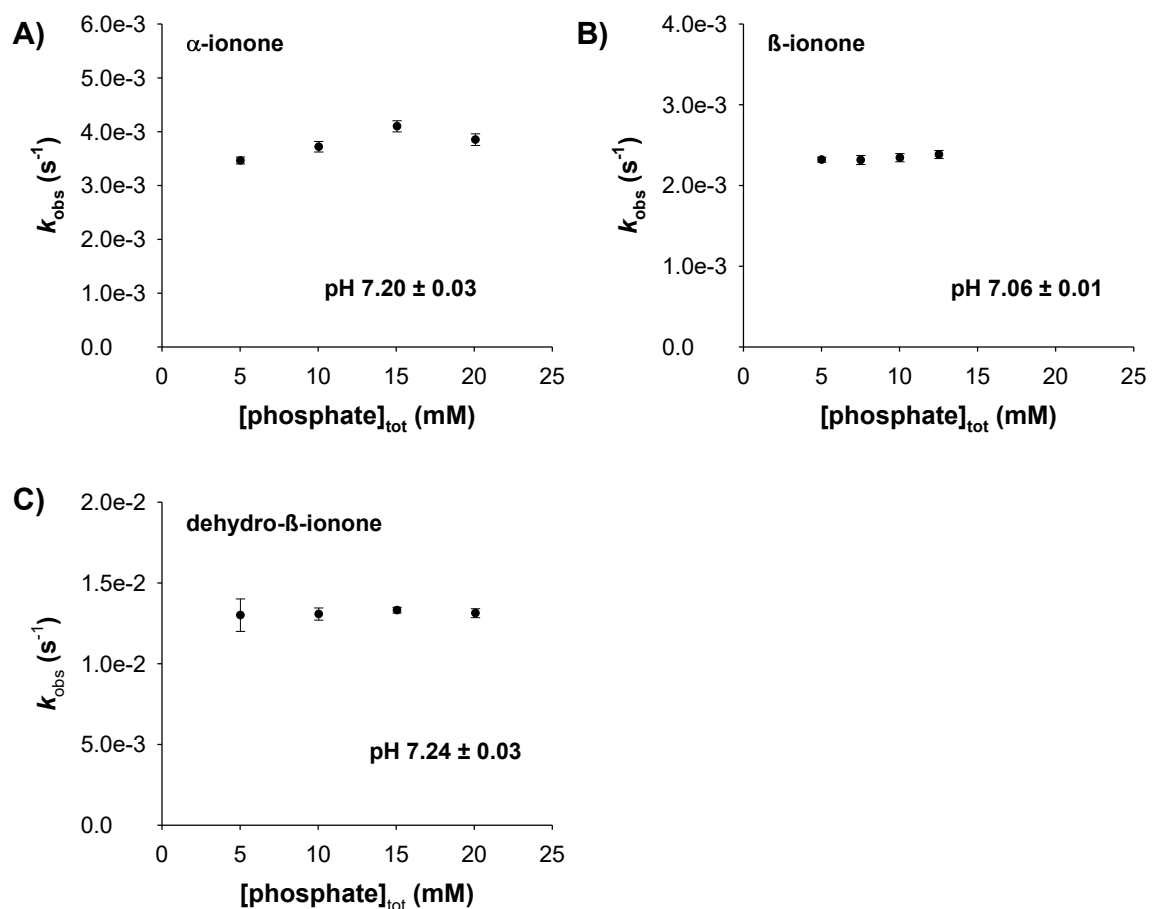 A)
α-ionone
6.0e-3
5.0e-3
4.0e-3
3.0e-3
2.0e-3
1.0e-3
0.0
k_obs (s⁻¹)
pH 7.20 ± 0.03
0 5 10 15 20 25
[phosphate]tot (mM)
B)
ß-ionone
4.0e-3
3.0e-3
2.0e-3
1.0e-3
0.0
k_obs (s⁻¹)
pH 7.06 ± 0.01
0 5 10 15 20 25
[phosphate]tot (mM)
C)
dehydro-ß-ionone
2.0e-2
1.5e-2
1.0e-2
5.0e-3
0.0
k_obs (s⁻¹)
pH 7.24 ± 0.03
0 5 10 15 20 25
[phosphate]tot (mM)